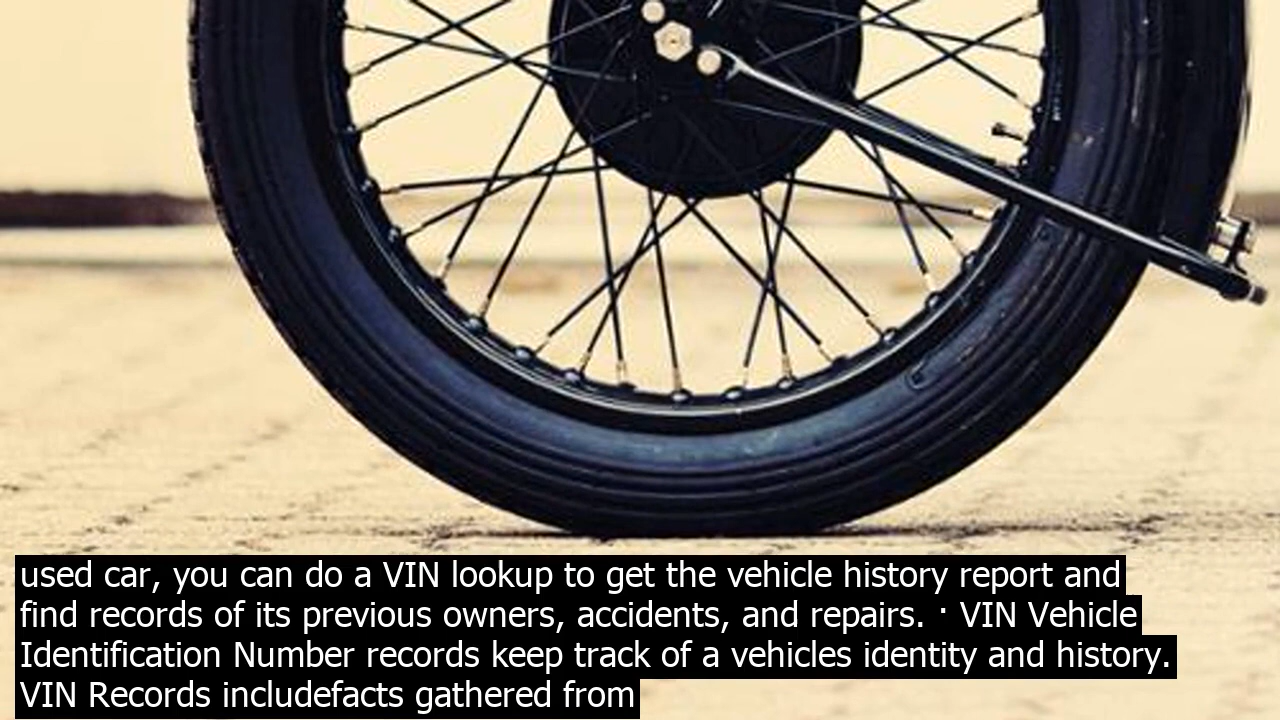 used car, you can do a VIN lookup to get the vehicle history report and
find records of its previous owners, accidents, and repairs. · VIN Vehicle
Identification Number records keep track of a vehicles identity and history.
VIN Records includefacts gathered from